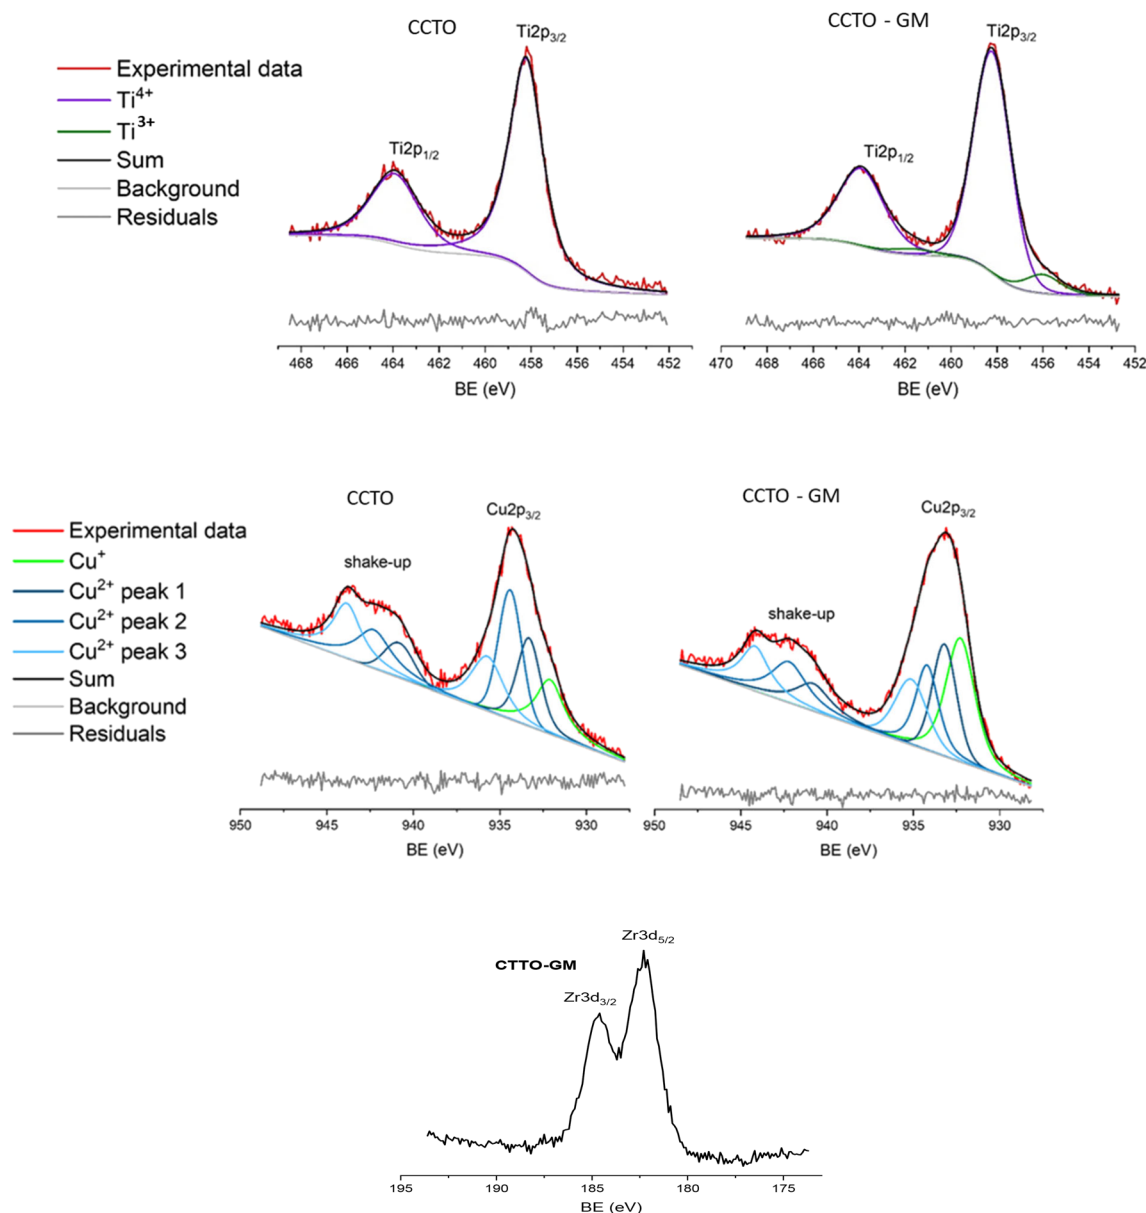 CCTO
CCTO - GM
Ti2p3/2
Ti2p3/2
Experimental data
Ti4+
Ti3+
Sum
Background
Residuals
Ti2p1/2
Ti2p1/2
468 466 464 462 460 458 456 454 452
BE (eV)
470 468 466 464 462 460 458 456 454 452
BE (eV)
CCTO
CCTO - GM
Cu2p3/2
Cu2p3/2
Experimental data
Cu+
Cu2+ peak 1
Cu2+ peak 2
Cu2+ peak 3
Sum
Background
Residuals
shake-up
shake-up
950 945 940 935 930
BE (eV)
950 945 940 935 930
BE (eV)
Zr3d5/2
CTTO-GM
Zr3d3/2
195 190 185 180 175
BE (eV)